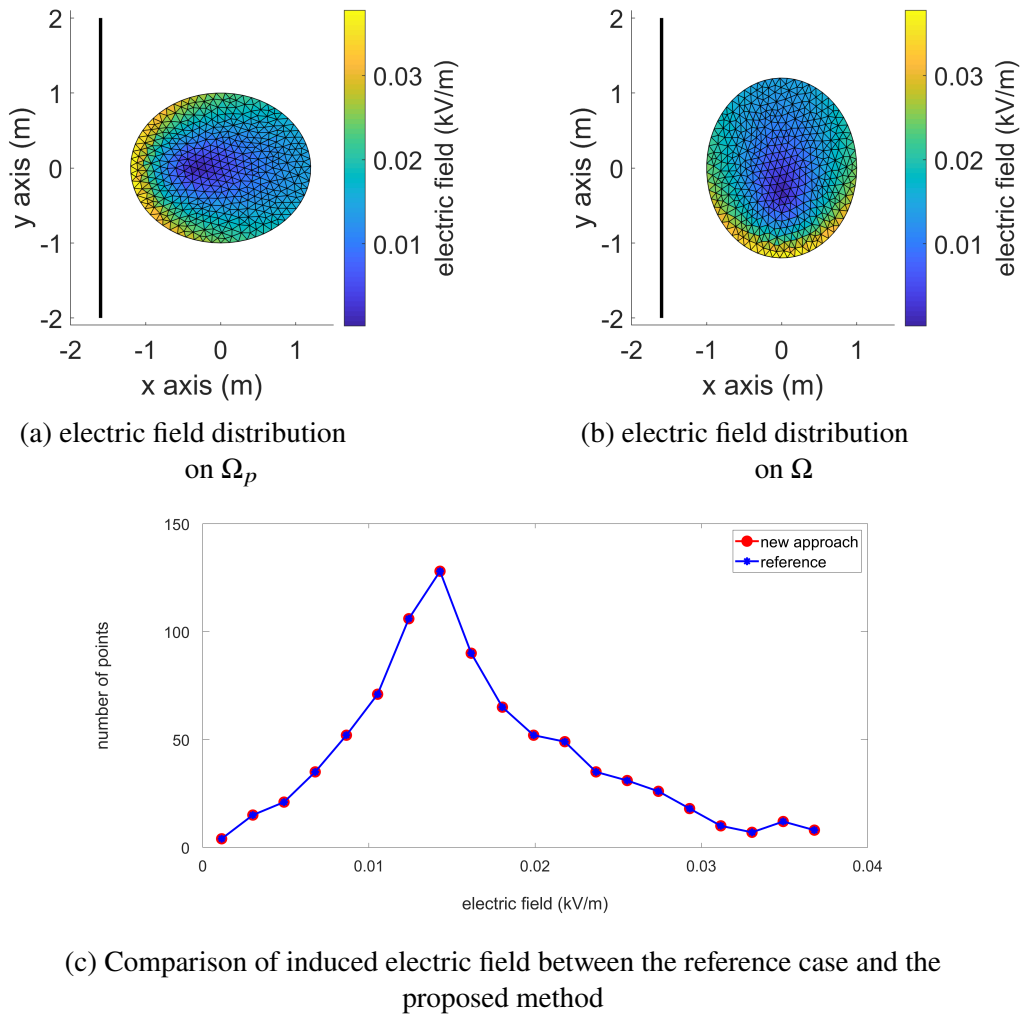 2
1
0
-1
-2
y axis (m)
-2
-1
0
1
x axis (m)
0.03
0.02
0.01
electric field (kV/m)
(a) electric field distribution
on Ωₚ
2
1
0
-1
-2
y axis (m)
-2
-1
0
1
x axis (m)
0.03
0.02
0.01
electric field (kV/m)
(b) electric field distribution
on Ω
150
100
50
0
number of points
0
0.01
0.02
0.03
0.04
electric field (kV/m)
new approach
reference
(c) Comparison of induced electric field between the reference case and the
proposed method